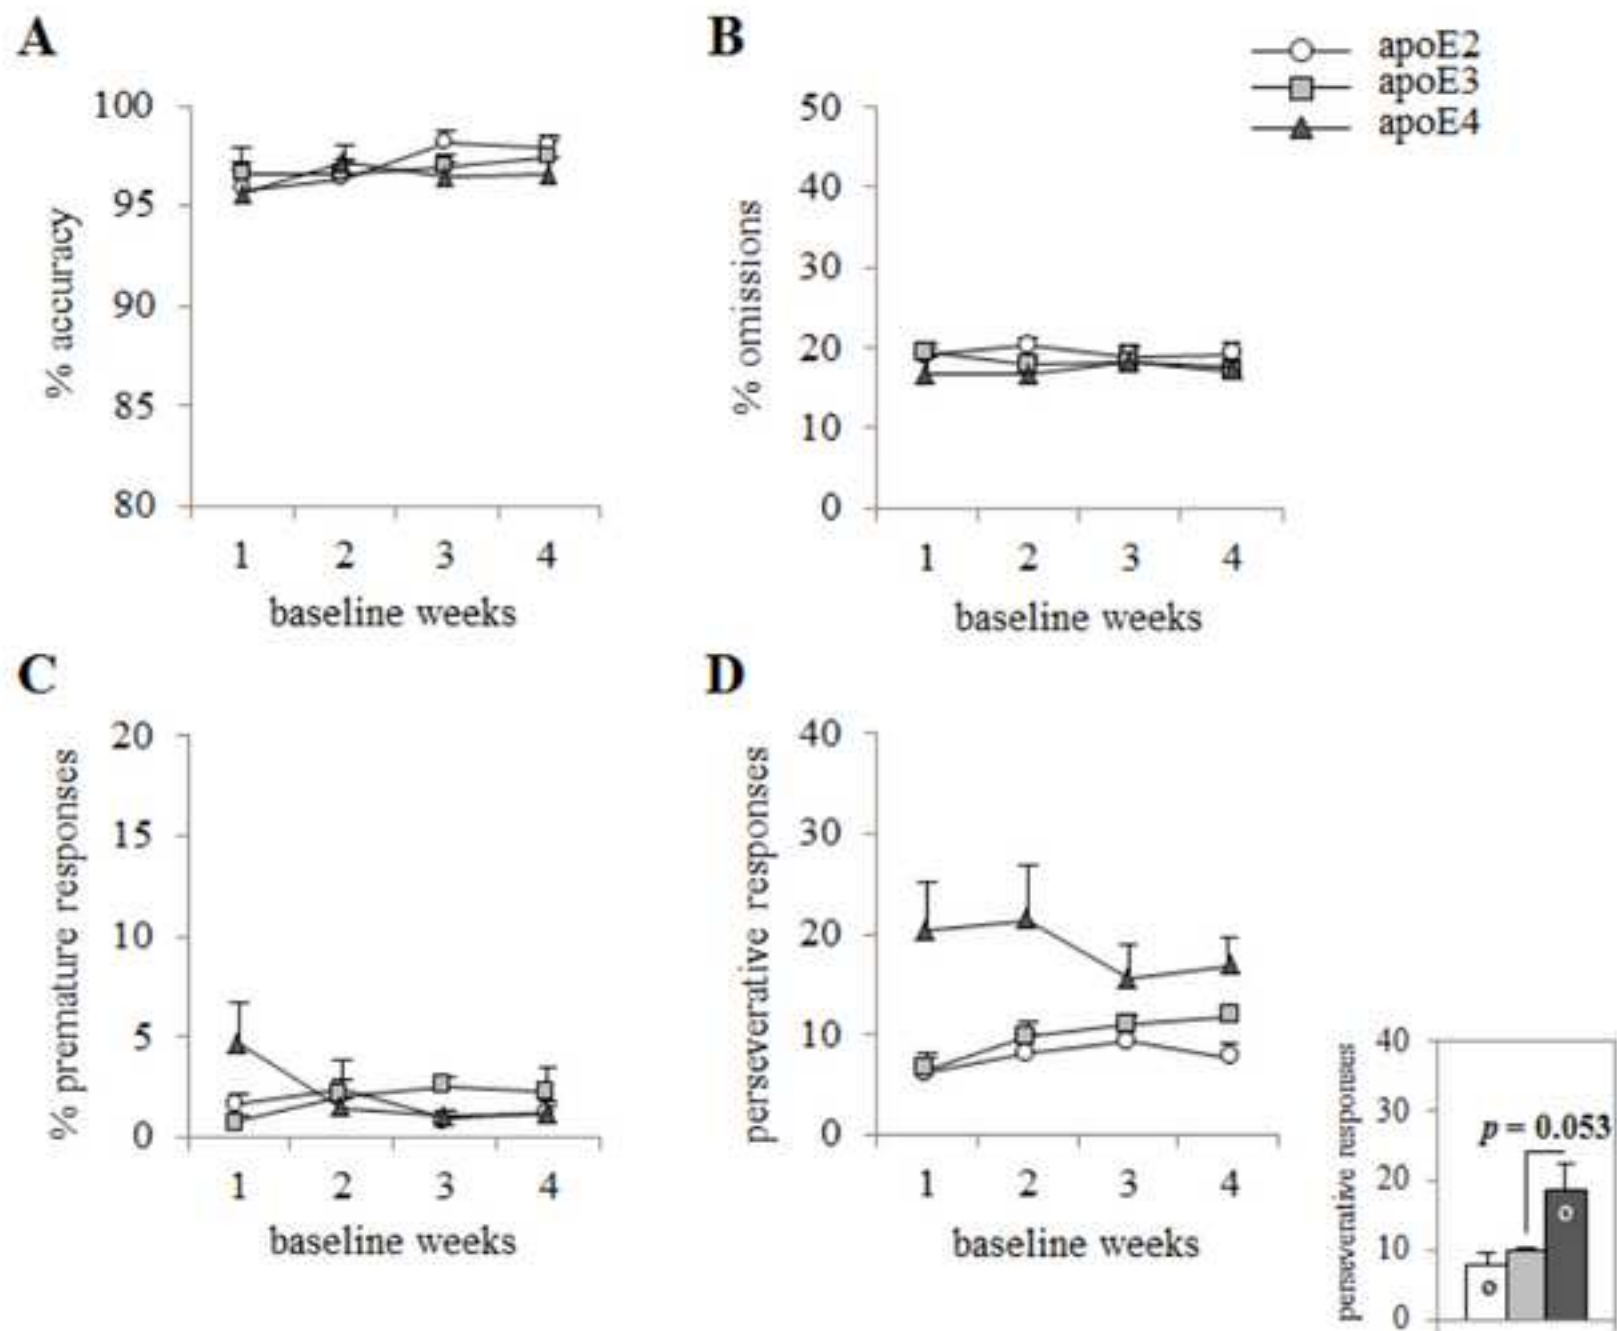 A
B
apoE2
apoE3
apoE4
100
95
90
85
80
% accuracy
1 2 3 4
baseline weeks
50
40
30
20
10
0
% omissions
1 2 3 4
baseline weeks
C
D
20
15
10
5
0
% premature responses
1 2 3 4
baseline weeks
40
30
20
10
0
perseverative responses
1 2 3 4
baseline weeks
40
30
20
10
0
perseverative responses
p = 0.053
o
o